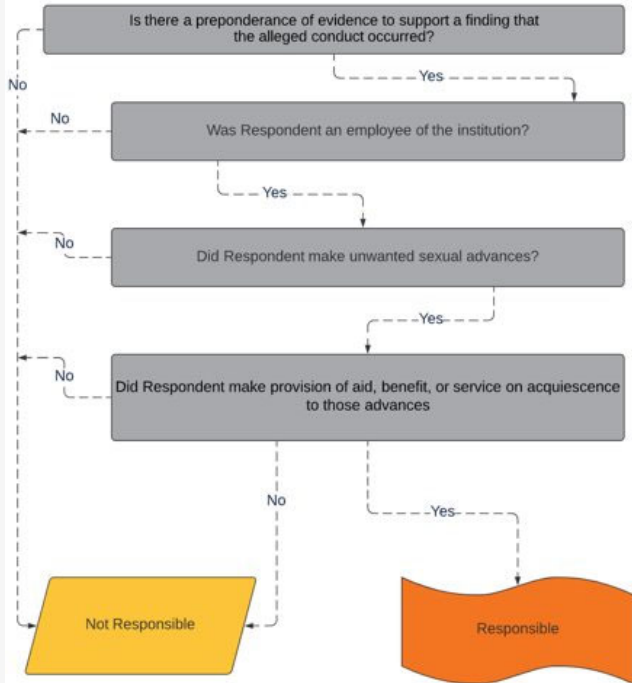 Is there a preponderance of evidence to support a finding that
the alleged conduct occurred?
No
Yes
No
Was Respondent an employee of the institution?
Yes
No
Did Respondent make unwanted sexual advances?
Yes
No
Did Respondent make provision of aid, benefit, or service on acquiescence
to those advances
No
Yes
Not Responsible
Responsible